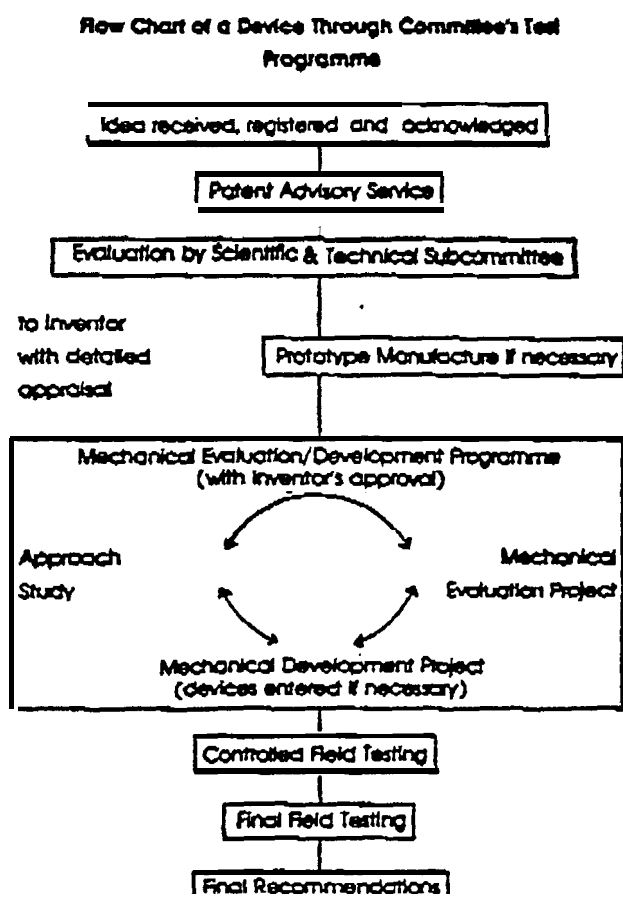 Flow Chart of a Device Through Committee's Test
Programme
Idea received, registered and acknowledged
Patent Advisory Service
Evaluation by Scientific & Technical Subcommittee
to inventor
with detailed
appraisal
Prototype Manufacture if necessary
Mechanical Evaluation/Development Programme
(with inventor's approval)
Approach
Study
Mechanical
Evaluation Project
Mechanical Development Project
(devices entered if necessary)
Controlled Field Testing
Final Field Testing
Final Recommendations